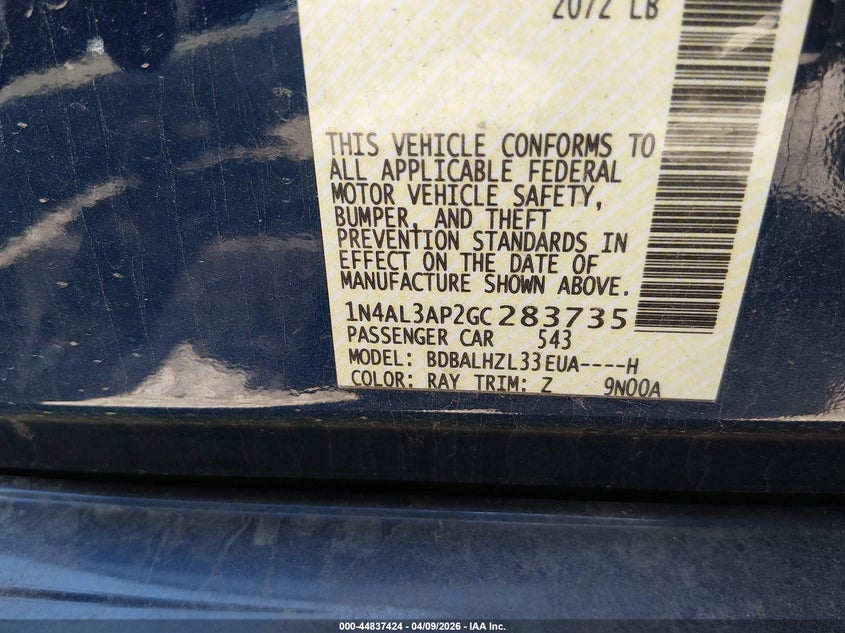 2072 LB
THIS VEHICLE CONFORMS TO
ALL APPLICABLE FEDERAL
MOTOR VEHICLE SAFETY,
BUMPER, AND THEFT
PREVENTION STANDARDS IN
EFFECT ON THE DATE OF
MANUFACTURE SHOWN ABOVE.
1N4AL3AP2GC283735
PASSENGER CAR 543
MODEL: BDBALHZL33EUA----H
COLOR: RAY TRIM: Z 9N00A
000-44837424 | 04/09/2026 | IAA Inc.